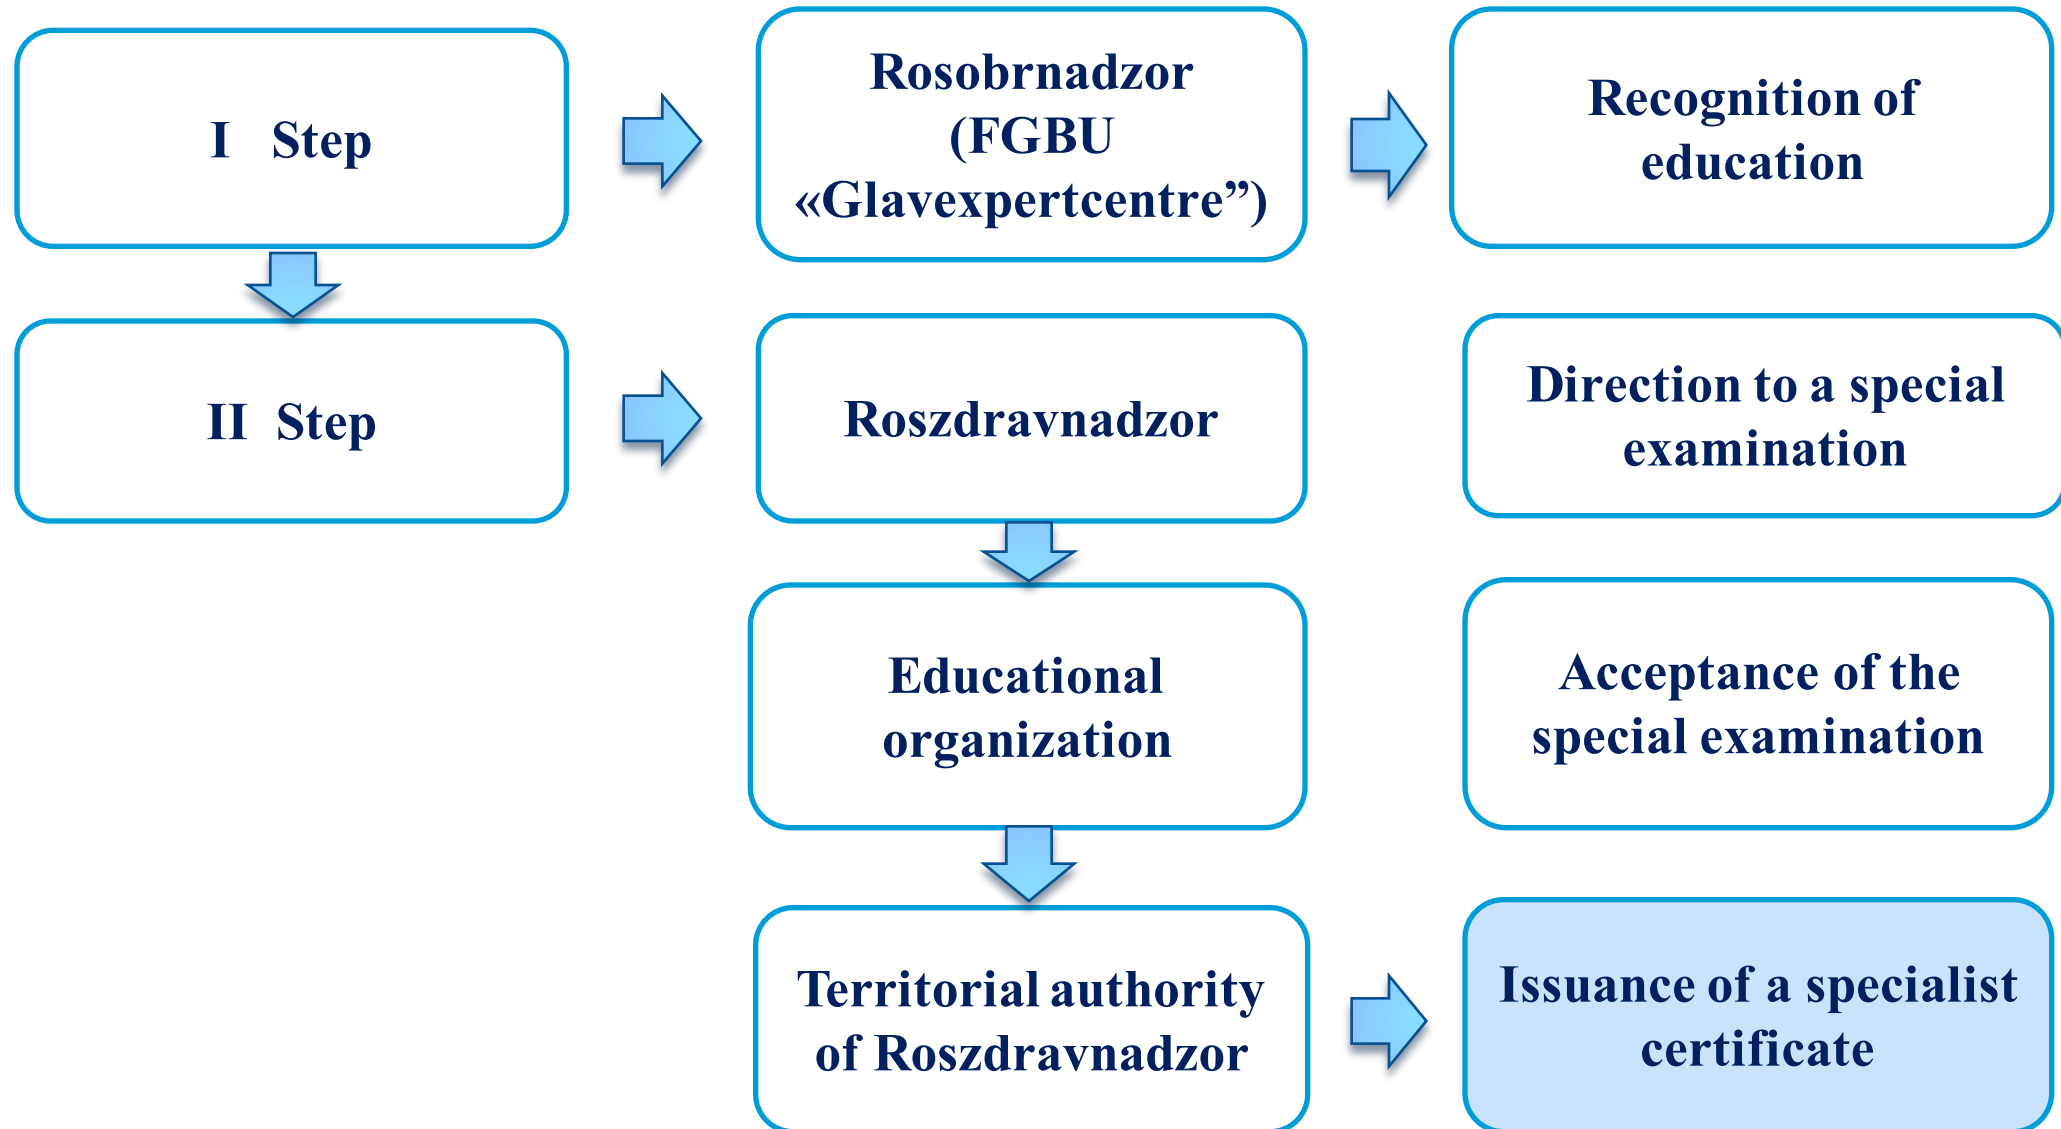 I Step
Rosobrnadzor
(FGBU
«Glavexpertcentre”)
Recognition of
education
II Step
Roszdravnadzor
Direction to a special
examination
Educational
organization
Acceptance of the
special examination
Territorial authority
of Roszdravnadzor
Issuance of a specialist
certificate